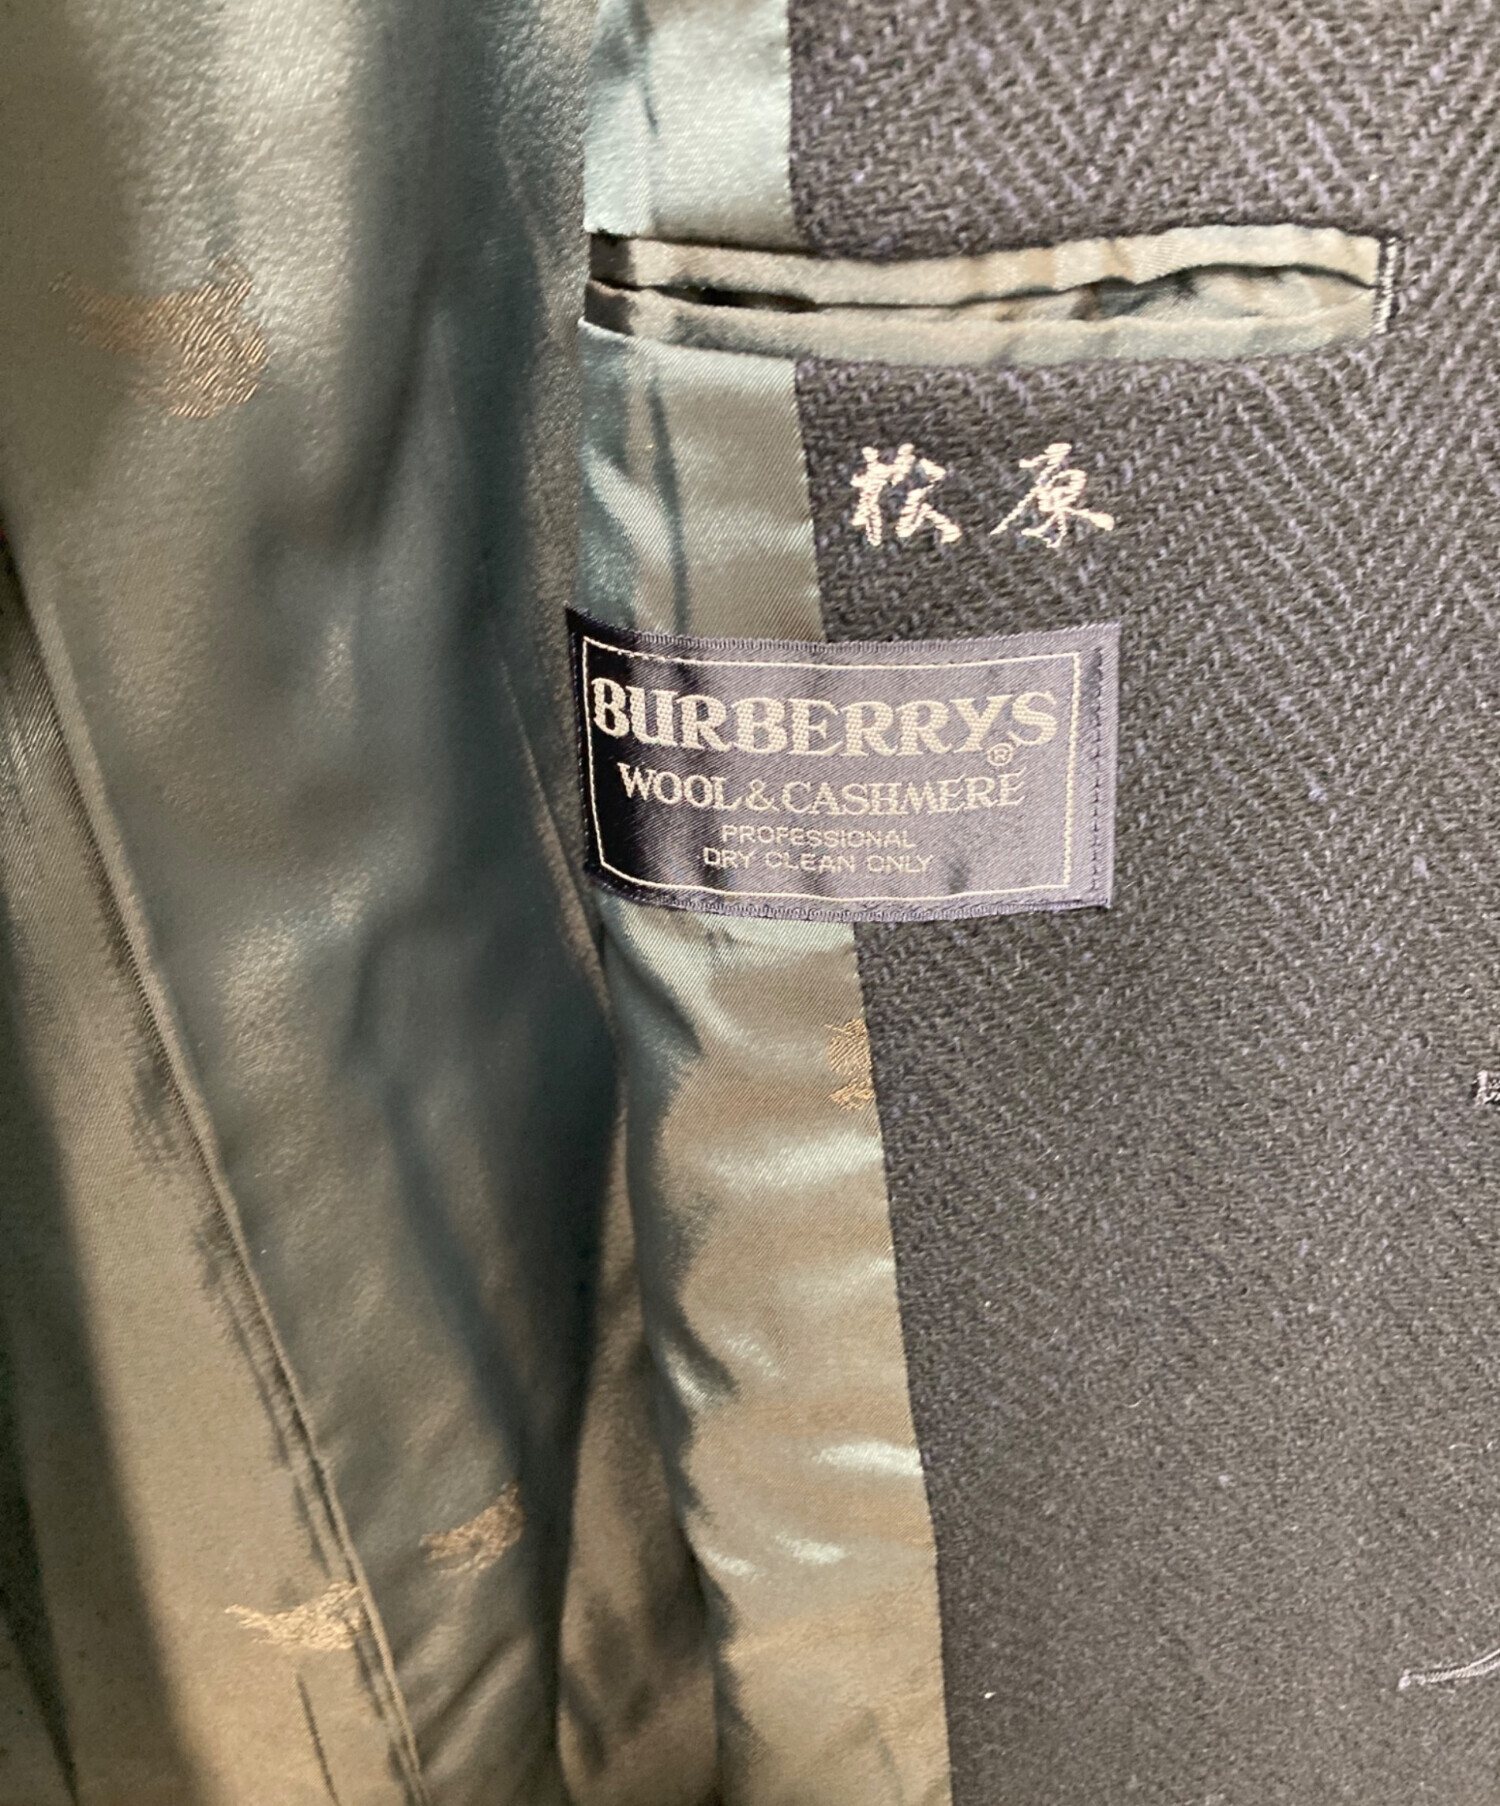 松原
BURBERRYS
®
WOOL&CASHMERE
PROFESSIONAL
DRY CLEAN ONLY